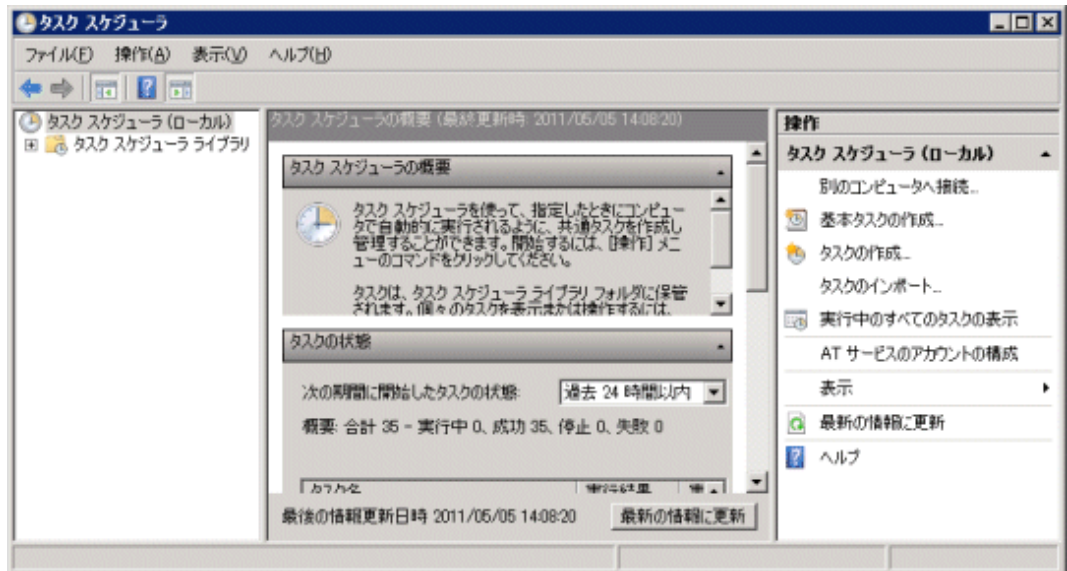 タスク スケジューラ
ファイル(F) 操作(A) 表示(V) ヘルプ(H)
タスク スケジューラ (ローカル)
タスク スケジューラ ライブラリ
タスク スケジューラの概要 (最終更新時: 2011/05/05 14:08:20)
タスク スケジューラの概要
タスク スケジューラを使って、指定したときにコンピュー
タで自動的に実行されるように、共通タスクを作成し
管理することができます。開始するには、[操作] メニ
ューのコマンドをクリックしてください。
タスクは、タスク スケジューラ ライブラリ フォルダに保管
されます。個々のタスクを表示または操作するには、
タスクの状態
次の期間に開始したタスクの状態: 過去 24 時間以内
概要: 合計 35 - 実行中 0、成功 35、停止 0、失敗 0
タスク名 実行結果
最後の情報更新日時 2011/05/05 14:08:20 最新の情報に更新
操作
タスク スケジューラ (ローカル)
別のコンピュータへ接続...
基本タスクの作成...
タスクの作成...
タスクのインポート...
実行中のすべてのタスクの表示
AT サービスのアカウントの構成
表示
最新の情報に更新
ヘルプ